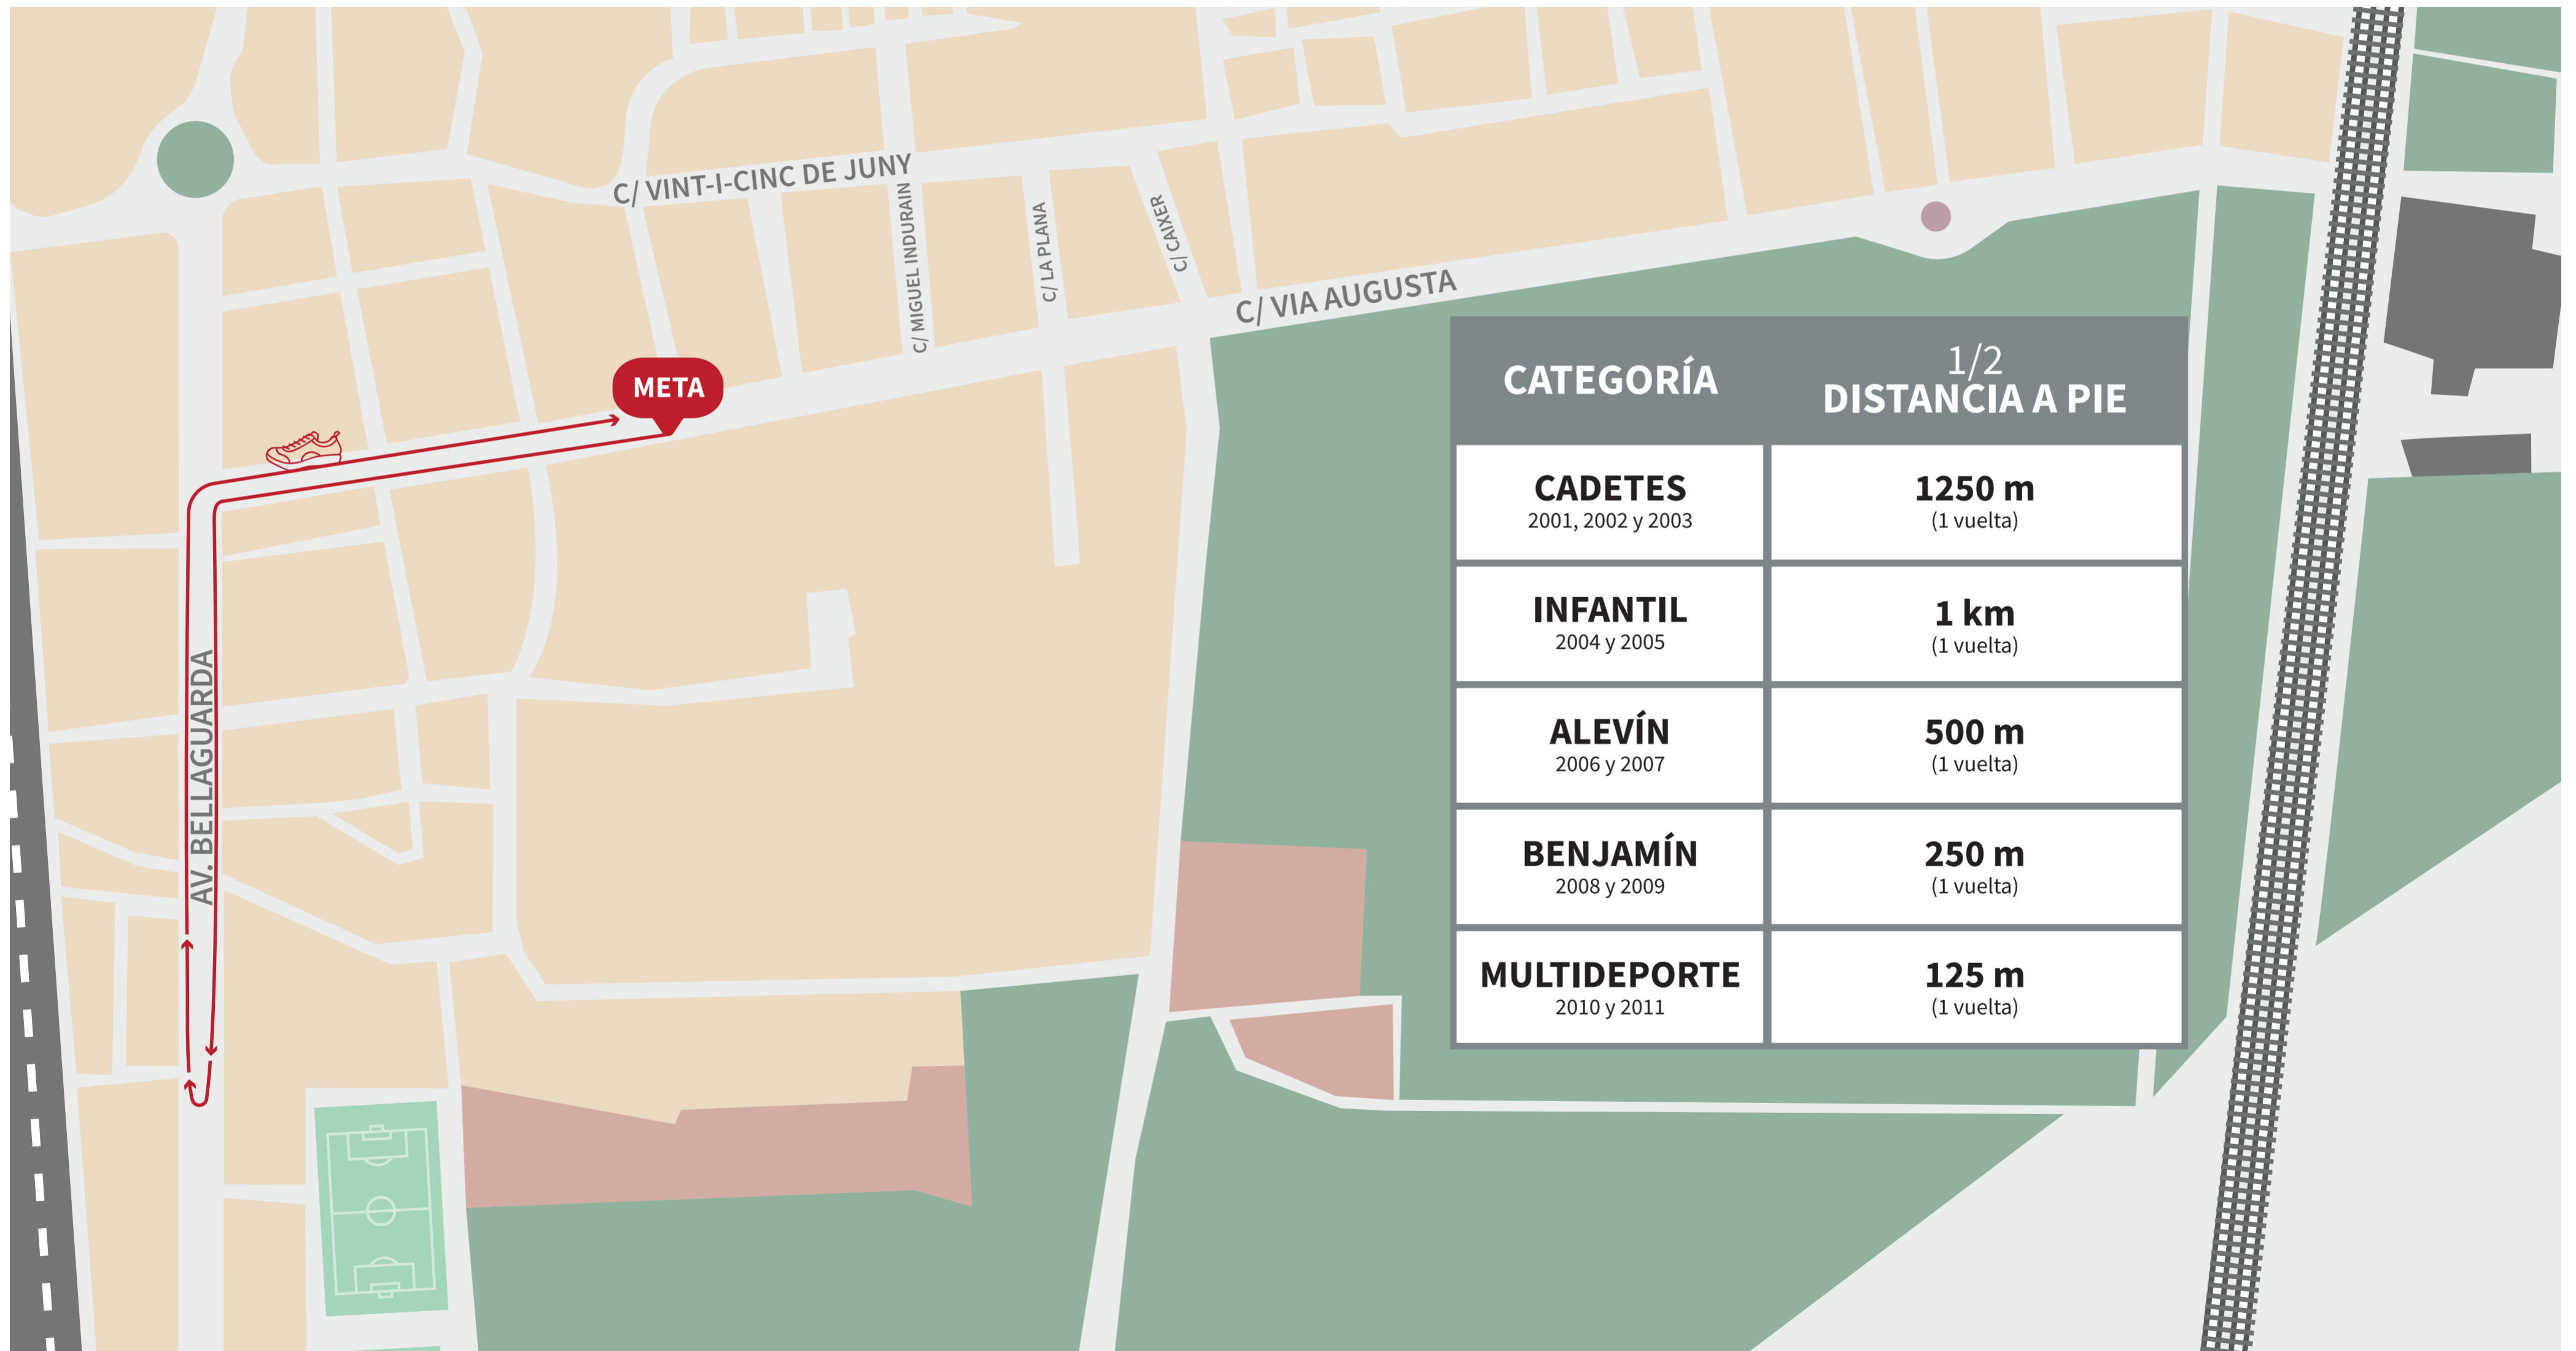 C/ VINT-I-CINC DE JUNY
C/ MIGUEL INDURAIN
C/ LA PLANA
C/ CAIXER
C/ VIA AUGUSTA
META
AV. BELLAGUARDA
CATEGORÍA
1/2
DISTANCIA A PIE
CADETES
2001, 2002 y 2003
1250 m
(1 vuelta)
INFANTIL
2004 y 2005
1 km
(1 vuelta)
ALEVÍN
2006 y 2007
500 m
(1 vuelta)
BENJAMÍN
2008 y 2009
250 m
(1 vuelta)
MULTIDEPORTE
2010 y 2011
125 m
(1 vuelta)